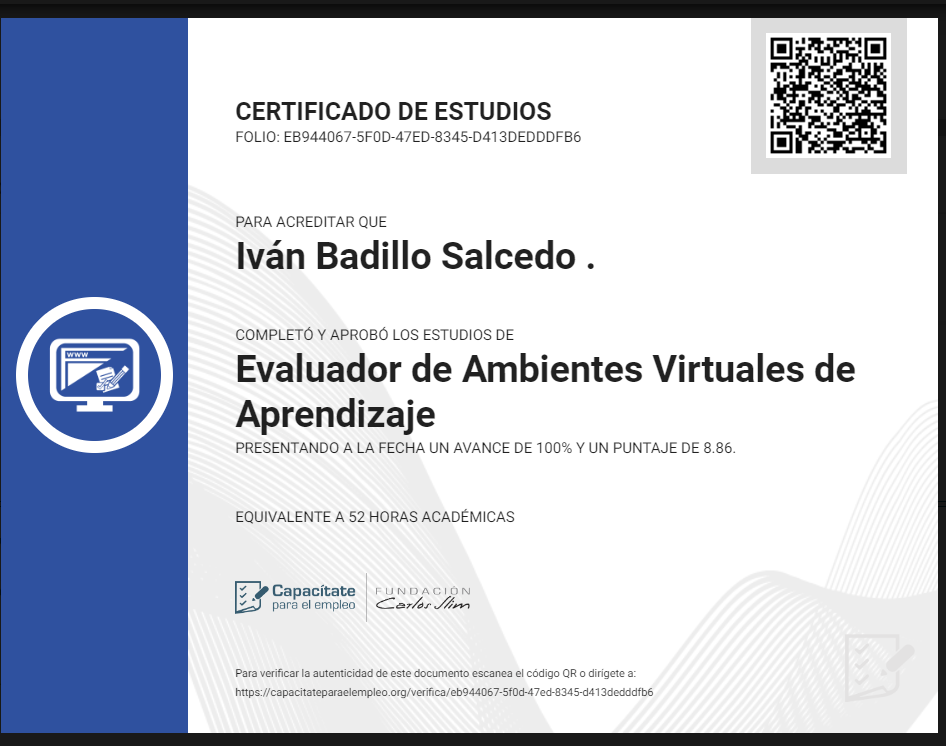 CERTIFICADO DE ESTUDIOS
FOLIO: EB944067-5F0D-47ED-8345-D413DEDDDFB6
PARA ACREDITAR QUE
Iván Badillo Salcedo .
COMPLETÓ Y APROBÓ LOS ESTUDIOS DE
WWW
Evaluador de Ambientes Virtuales de
Aprendizaje
PRESENTANDO A LA FECHA UN AVANCE DE 100% Y UN PUNTAJE DE 8.86.
EQUIVALENTE A 52 HORAS ACADÉMICAS
Capacítate
para el empleo
FUNDACIÓN
Carlos Slim
Para verificar la autenticidad de este documento escanea el código QR o dirígete a:
https://capacitateparaelempleo.org/verifica/eb944067-5f0d-47ed-8345-d413dedddfb6